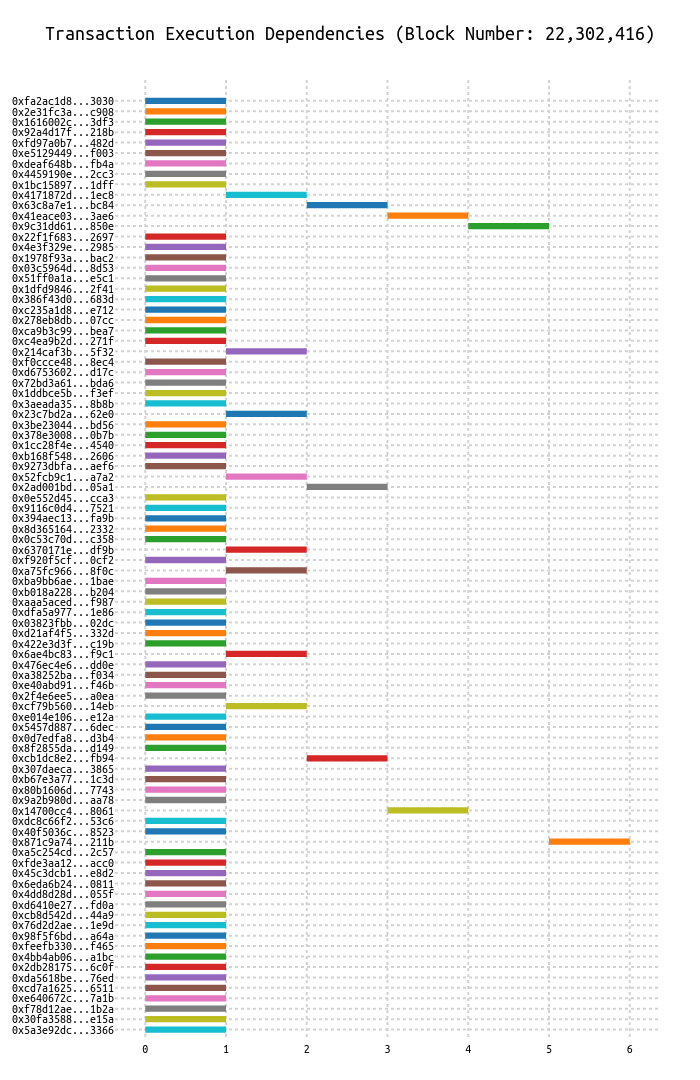 Transaction Execution Dependencies (Block Number: 22,302,416)
0xfa2ac1d8...3030
0x2e31fc3a...c908
0x1616002c...3df3
0x92a4d17f...218b
0xfd97a0b7...482d
0xe5129449...f003
0xdeaf648b...fb4a
0x4459190e...2cc3
0x1bc15897...1dff
0x4171872d...1ec8
0x63c8a7e1...bc84
0x41eace03...3ae6
0x9c31dd61...850e
0x22f1f683...2697
0x4e3f329e...2985
0x1978f93a...bac2
0x03c5964d...8d53
0x51ff0a1a...e5c1
0x1dfd9846...2f41
0x386f43d0...683d
0xc235a1d8...e712
0x278eb8db...07cc
0xca9b3c99...bea7
0xc4ea9b2d...271f
0x214caf3b...5f32
0xf0ccce48...8ec4
0xd6753602...d17c
0x72bd3a61...bda6
0x1ddbce5b...f3ef
0x3aeada35...8b8b
0x23c7bd2a...62e0
0x3be23044...bd56
0x378e3008...0b7b
0x1cc28f4e...4540
0xb168f548...2606
0x9273dbfa...aef6
0x52fcb9c1...a7a2
0x2ad001bd...05a1
0x0e552d45...cca3
0x9116c0d4...7521
0x394aec13...fa9b
0x8d365164...2332
0x0c53c70d...c358
0x6370171e...df9b
0xf920f5cf...0cf2
0xa75fc966...8f0c
0xba9bb6ae...1bae
0xb018a228...b204
0xaaa5aced...f987
0xdfa5a977...1e86
0x03823fbb...02dc
0xd21af4f5...332d
0x422e3d3f...c19b
0x6ae4bc83...f9c1
0x476ec4e6...dd0e
0xa38252ba...f034
0xe40abd91...f46b
0x2f4e6ee5...a0ea
0xcf79b560...14eb
0xe014e106...e12a
0x5457d887...6dec
0x0d7edfa8...d3b4
0x8f2855da...d149
0xcb1dc8e2...fb94
0x307daeca...3865
0xb67e3a77...1c3d
0x80b1606d...7743
0x9a2b980d...aa78
0x14700cc4...8061
0xdc8c66f2...53c6
0x40f5036c...8523
0x871c9a74...211b
0xa5c254cd...2c57
0xfde3aa12...acc0
0x45c3dcb1...e8d2
0x6eda6b24...0811
0x4dd8d28d...055f
0xd6410e27...fd0a
0xcb8d542d...44a9
0x76d2d2ae...1e9d
0x98f5f6bd...a64a
0xfeefb330...f465
0x4bb4ab06...a1bc
0x2db28175...6c0f
0xda5618be...76ed
0xcd7a1625...6511
0xe640672c...7a1b
0xf78d12ae...1b2a
0x30fa3588...e15a
0x5a3e92dc...3366
0 1 2 3 4 5 6